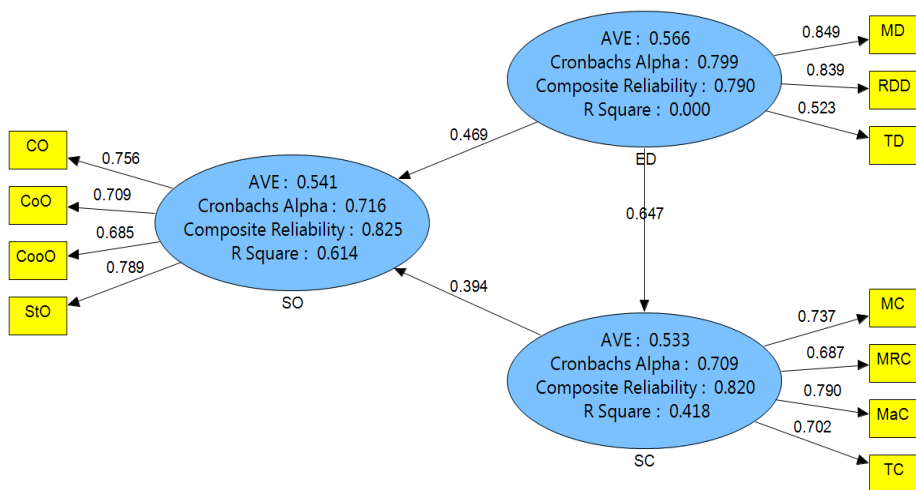 AVE : 0.566
Cronbachs Alpha : 0.799
Composite Reliability : 0.790
R Square : 0.000
ED
0.849
MD
0.839
RDD
0.523
TD
0.469
0.647
CO
0.756
CoO
0.709
CooO
0.685
StO
0.789
AVE : 0.541
Cronbachs Alpha : 0.716
Composite Reliability : 0.825
R Square : 0.614
SO
0.394
AVE : 0.533
Cronbachs Alpha : 0.709
Composite Reliability : 0.820
R Square : 0.418
SC
0.737
MC
0.687
MRC
0.790
MaC
0.702
TC